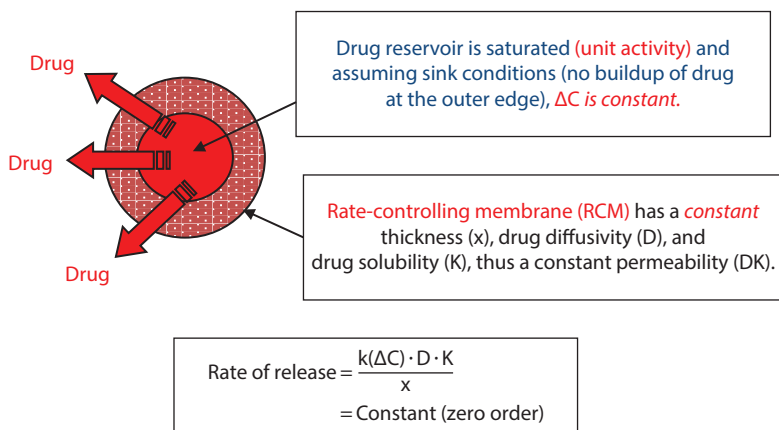 Drug
Drug
Drug
Drug reservoir is saturated (unit activity) and
assuming sink conditions (no buildup of drug
at the outer edge), ΔC is constant.
Rate-controlling membrane (RCM) has a constant
thickness (x), drug diffusivity (D), and
drug solubility (K), thus a constant permeability (DK).
Rate of release = k(ΔC) · D · K
x
= Constant (zero order)